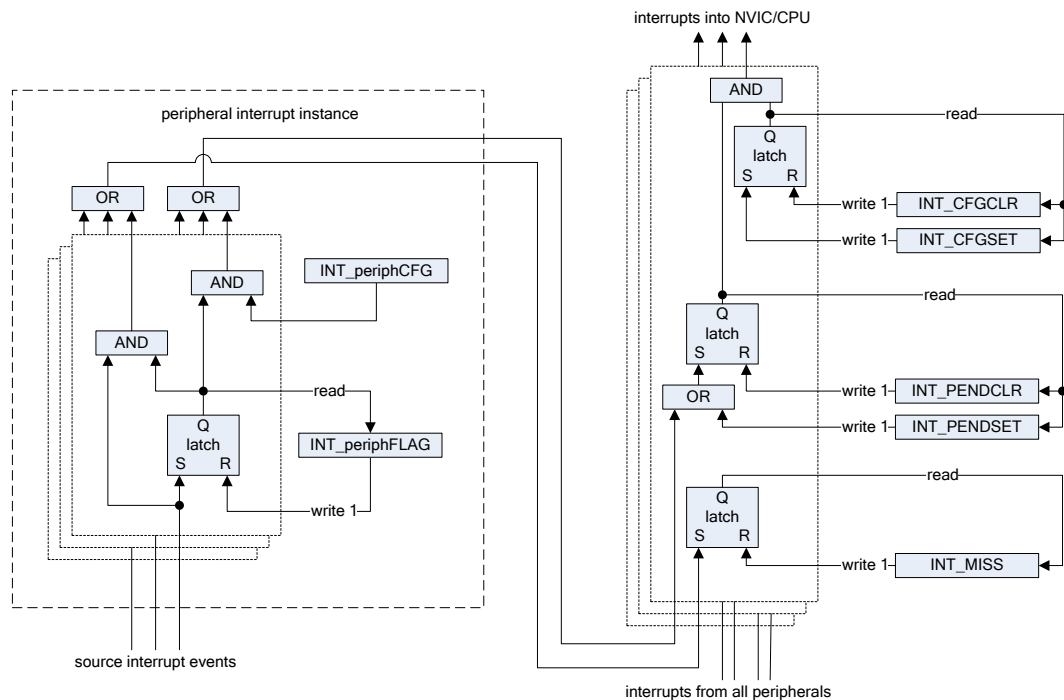 interrupts into NVIC/CPU
peripheral interrupt instance
OR
OR
AND
INT_periphCFG
AND
read
Q
latch
S R
INT_periphFLAG
write 1
source interrupt events
AND
read
Q
latch
S R
write 1 INT_CFGCLR
write 1 INT_CFGSET
read
Q
latch
S R
OR
write 1 INT_PENDCLR
write 1 INT_PENDSET
read
Q
latch
S R
write 1 INT_MISS
interrupts from all peripherals